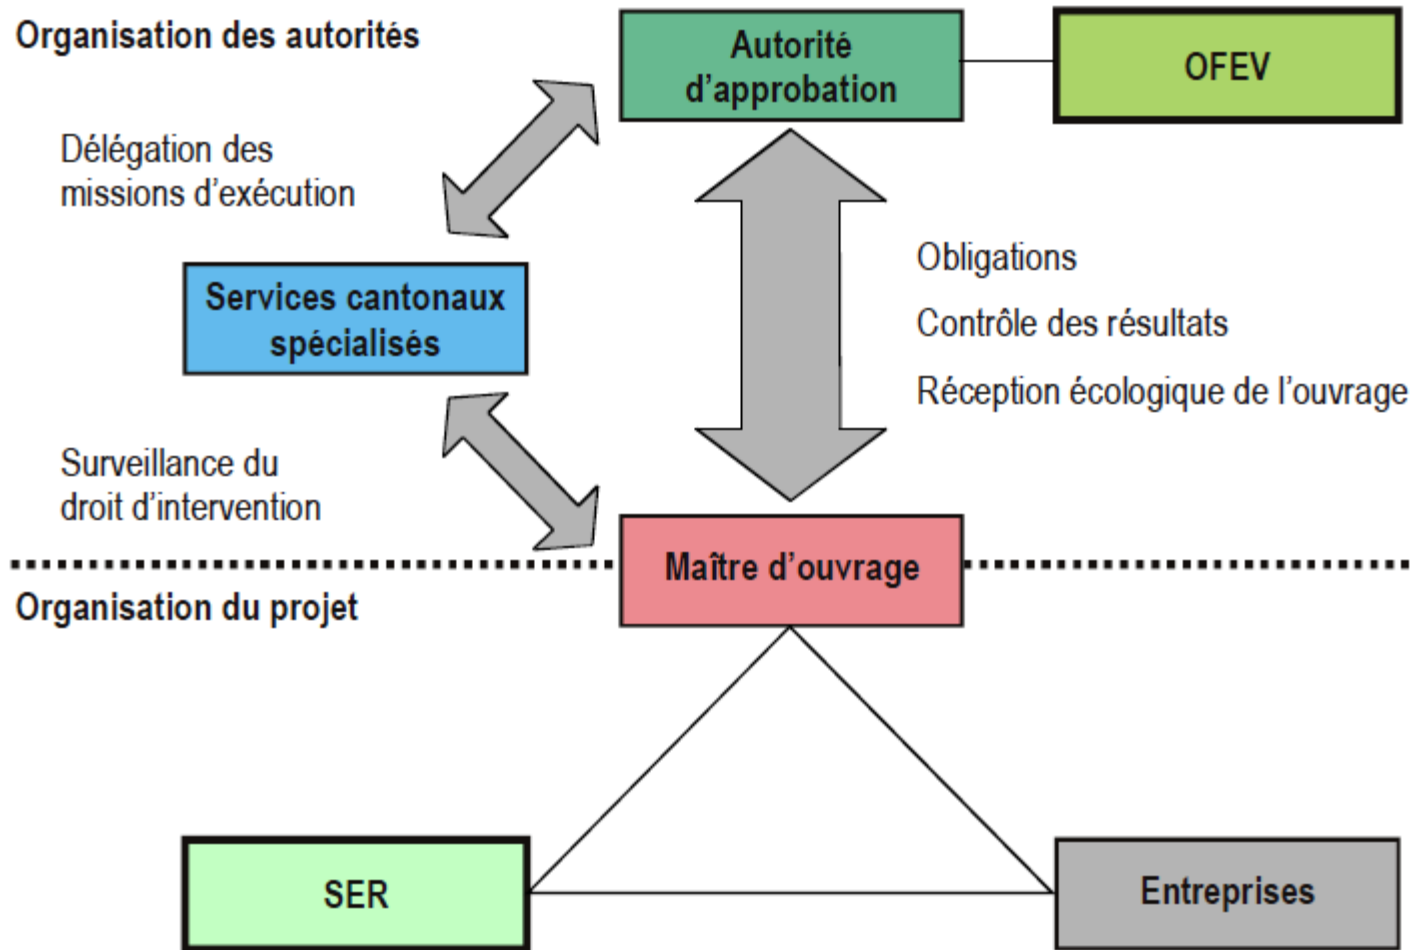 Organisation des autorités
Autorité
d'approbation
OFEV
Délégation des
missions d'exécution
Services cantonaux
spécialisés
Obligations
Contrôle des résultats
Réception écologique de l'ouvrage
Surveillance du
droit d'intervention
Maître d'ouvrage
Organisation du projet
SER
Entreprises